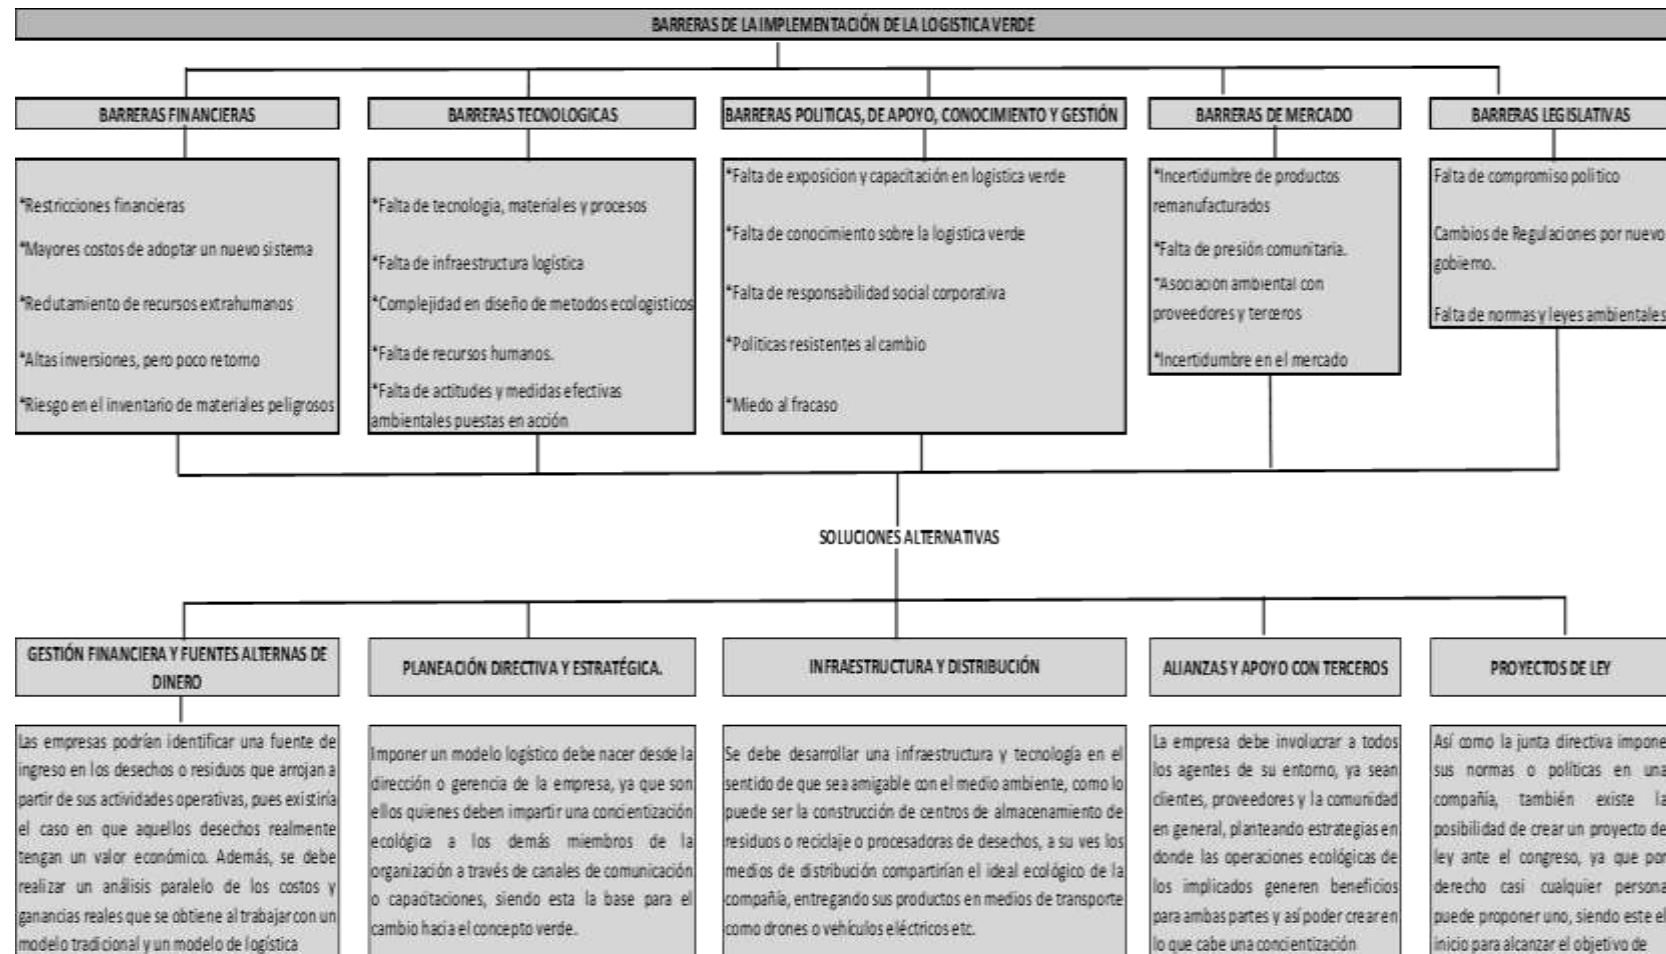 BARRERAS DE LA IMPLEMENTACIÓN DE LA LOGISTICA VERDE
BARRERAS FINANCIERAS
*Restricciones financieras
*Mayores costos de adoptar un nuevo sistema
*Reclutamiento de recursos extrahumanos
*Altas inversiones, pero poco retorno
*Riesgo en el inventario de materiales peligrosos
BARRERAS TECNOLOGICAS
*Falta de tecnologia, materiales y procesos
*Falta de infraestructura logística
*Complejidad en diseño de metodos ecologisticos
*Falta de recursos humanos.
*Falta de actitudes y medidas efectivas
ambientales puestas en acción
BARRERAS POLITICAS, DE APOYO, CONOCIMIENTO Y GESTIÓN
*Falta de exposicion y capacitación en logística verde
*Falta de conocimiento sobre la logistica verde
*Falta de responsabilidad social corporativa
*Politicas resistentes al cambio
*Miedo al fracaso
BARRERAS DE MERCADO
*Incertidumbre de productos
remanufacturados
*Falta de presión comunitaria.
*Asociación ambiental con
proveedores y terceros
*Incertidumbre en el mercado
BARRERAS LEGISLATIVAS
Falta de compromiso politico
Cambios de Regulaciones por nuevo
gobierno.
Falta de normas y leyes ambientales
SOLUCIONES ALTERNATIVAS
GESTIÓN FINANCIERA Y FUENTES ALTERNAS DE
DINERO
Las empresas podrían identificar una fuente de
ingreso en los desechos o residuos que arrojan a
partir de sus actividades operativas, pues existiría
el caso en que aquellos desechos realmente
tengan un valor económico. Además, se debe
realizar un análisis paralelo de los costos y
ganancias reales que se obtiene al trabajar con un
modelo tradicional y un modelo de logística
PLANEACIÓN DIRECTIVA Y ESTRATÉGICA.
Imponer un modelo logístico debe nacer desde la
dirección o gerencia de la empresa, ya que son
ellos quienes deben impartir una concientización
ecológica a los demás miembros de la
organización a través de canales de comunicación
o capacitaciones, siendo esta la base para el
cambio hacia el concepto verde.
INFRAESTRUCTURA Y DISTRIBUCIÓN
Se debe desarrollar una infraestructura y tecnología en el
sentido de que sea amigable con el medio ambiente, como lo
puede ser la construcción de centros de almacenamiento de
residuos o reciclaje o procesadoras de desechos, a su ves los
medios de distribución compartirían el ideal ecológico de la
compañía, entregando sus productos en medios de transporte
como drones o vehículos eléctricos etc.
ALIANZAS Y APOYO CON TERCEROS
La empresa debe involucrar a todos
los agentes de su entorno, ya sean
clientes, proveedores y la comunidad
en general, planteando estrategias en
donde las operaciones ecológicas de
los implicados generen beneficios
para ambas partes y así poder crear en
lo que cabe una concientización
PROYECTOS DE LEY
Así como la junta directiva impone
sus normas o políticas en una
compañía, también existe la
posibilidad de crear un proyecto de
ley ante el congreso, ya que por
derecho casi cualquier persona
puede proponer uno, siendo este el
inicio para alcanzar el objetivo de